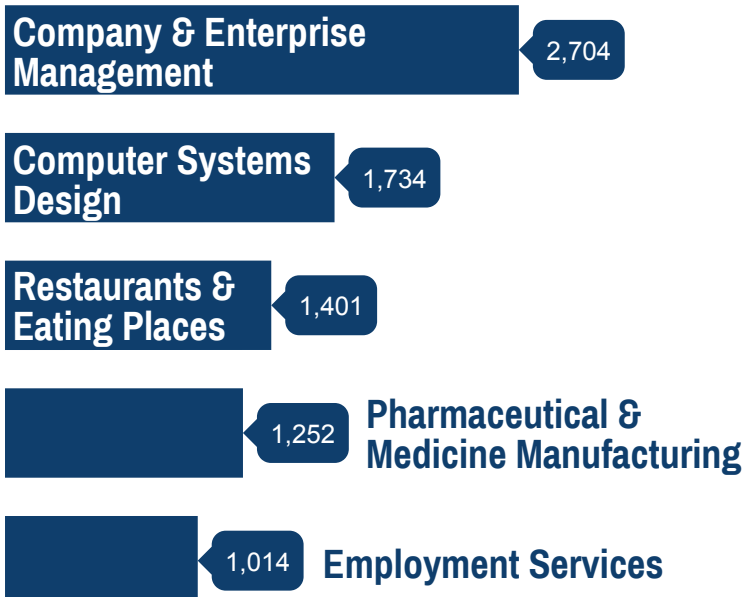 Company & Enterprise
Management
2,704
Computer Systems
Design
1,734
Restaurants &
Eating Places
1,401
1,252
Pharmaceutical &
Medicine Manufacturing
1,014
Employment Services